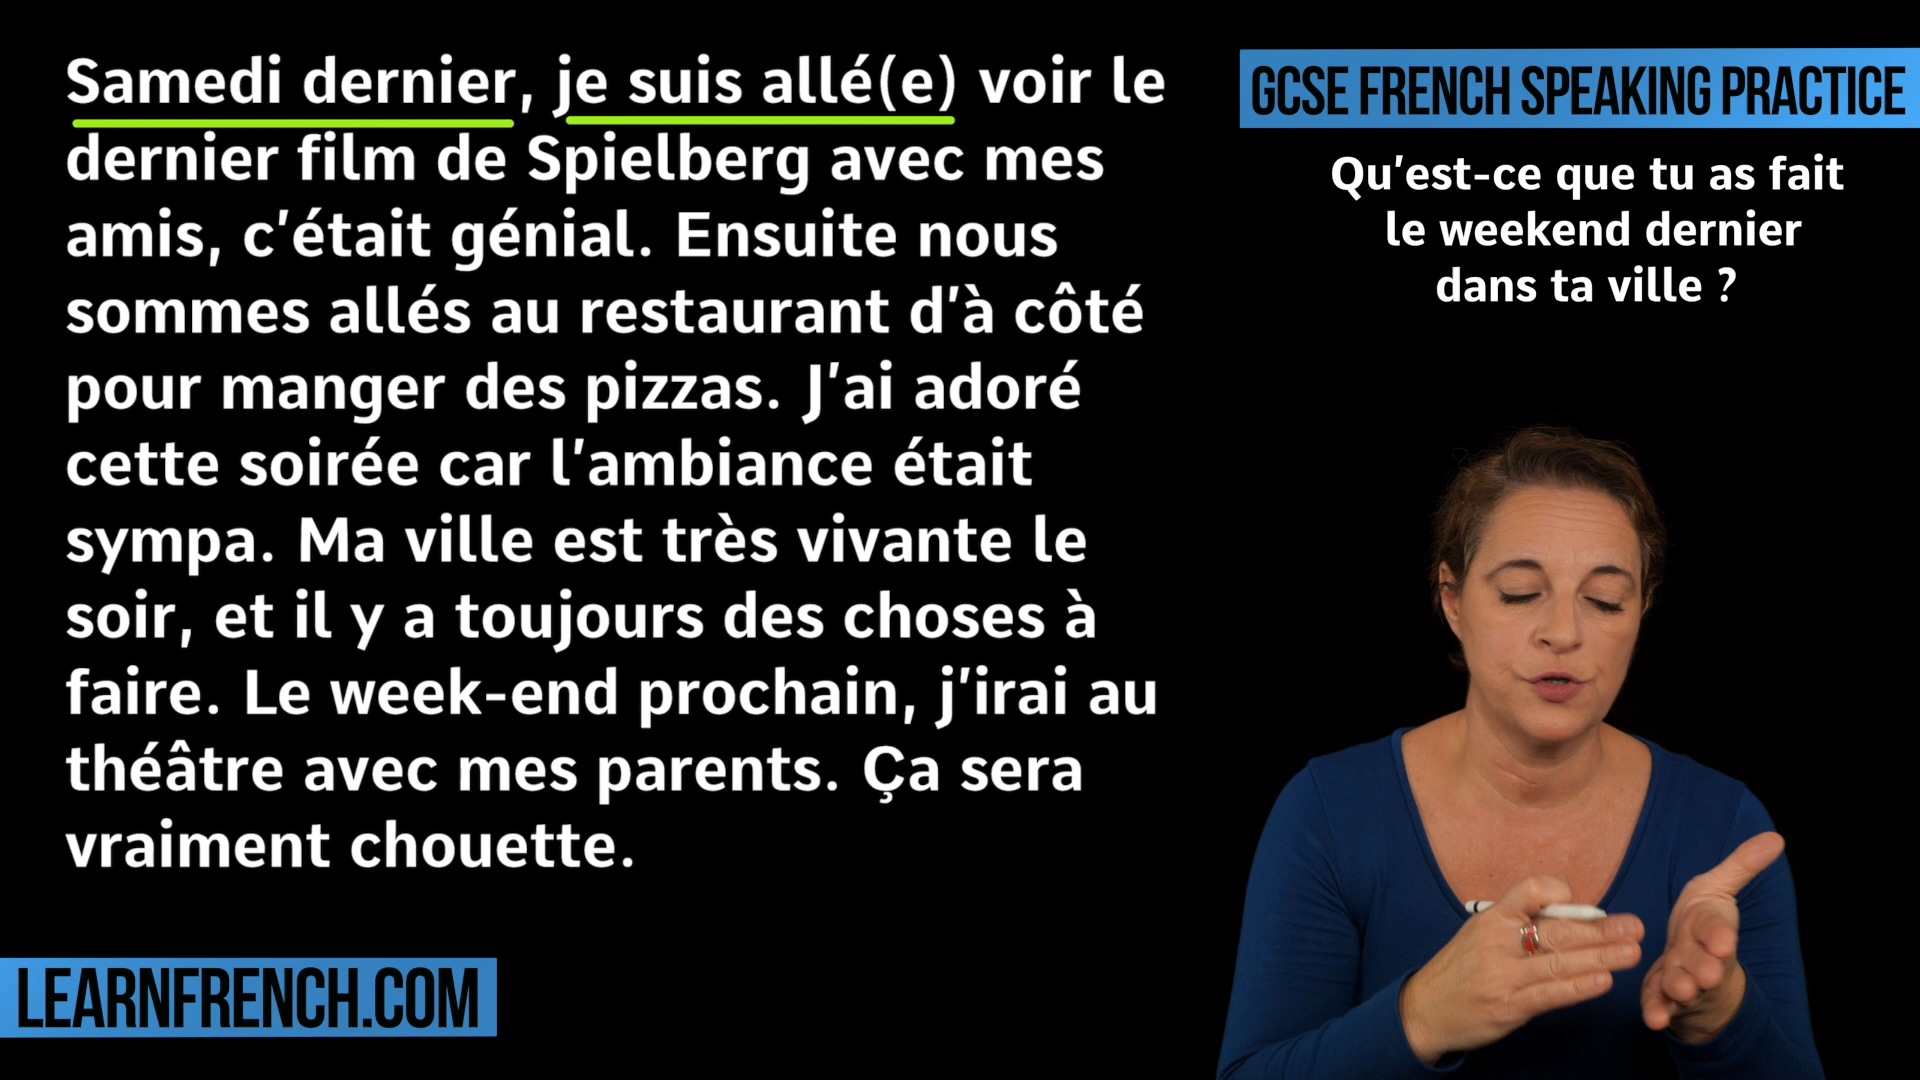 Samedi dernier, je suis allé(e) voir le
dernier film de Spielberg avec mes
amis, c'était génial. Ensuite nous
sommes allés au restaurant d'à côté
pour manger des pizzas. J'ai adoré
cette soirée car l'ambiance était
sympa. Ma ville est très vivante le
soir, et il y a toujours des choses à
faire. Le week-end prochain, j'irai au
théâtre avec mes parents. Ça sera
vraiment chouette.
GCSE FRENCH SPEAKING PRACTICE
Qu'est-ce que tu as fait
le weekend dernier
dans ta ville ?
LEARNFRENCH.COM